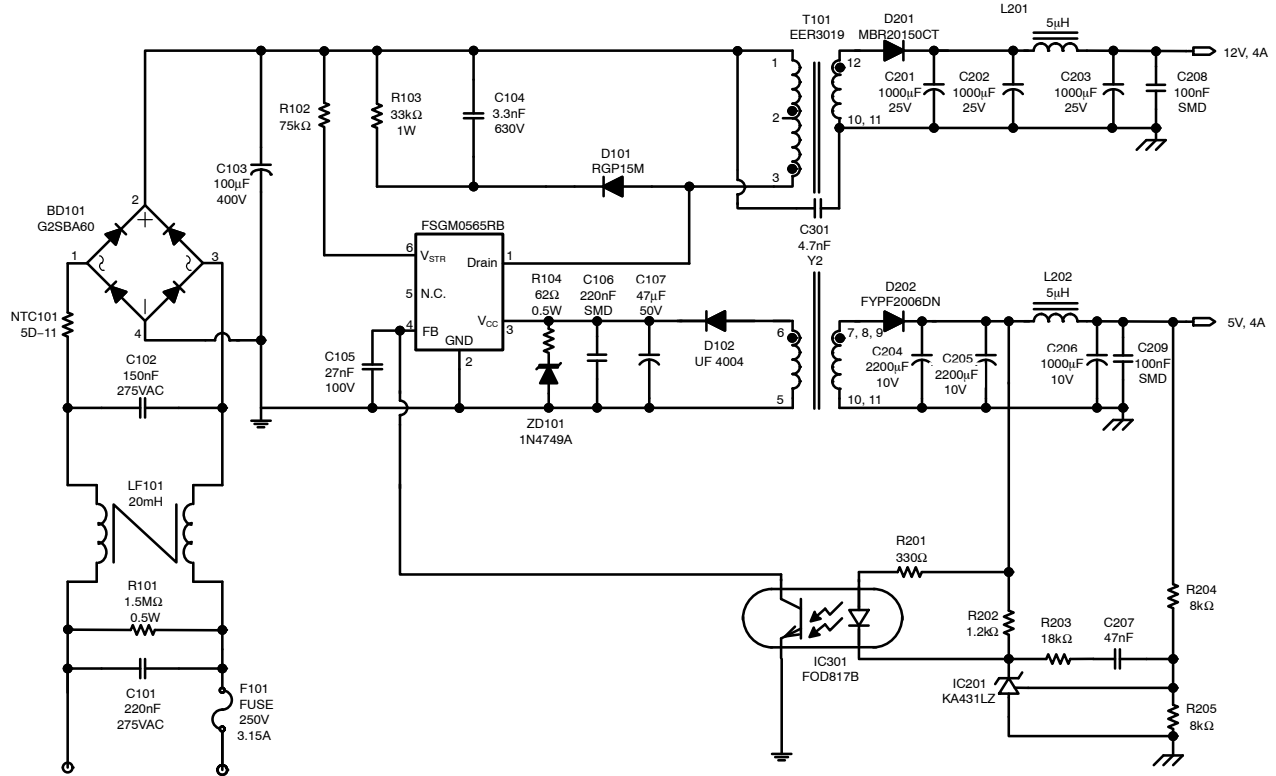 T101
EER3019
D201
MBR20150CT
L201
5μH
12V, 4A
1
2
3
12
10, 11
C201
1000μF
25V
C202
1000μF
25V
C203
1000μF
25V
C208
100nF
SMD
R102
75kΩ
R103
33kΩ
1W
C104
3.3nF
630V
D101
RGP15M
C103
100μF
400V
C301
4.7nF
Y2
BD101
G2SBA60
2
1
3
4
+
FSGM0565RB
6
VSTR
Drain
1
5
N.C.
4
FB
VCC
3
GND
2
R104
62Ω
0.5W
C106
220nF
SMD
C107
47μF
50V
D102
UF 4004
ZD101
1N4749A
C105
27nF
100V
6
5
7, 8, 9
10, 11
D202
FYPF2006DN
L202
5μH
5V, 4A
C204
2200μF
10V
C205
2200μF
10V
C206
1000μF
10V
C209
100nF
SMD
NTC101
5D−11
C102
150nF
275VAC
LF101
20mH
R101
1.5MΩ
0.5W
C101
220nF
275VAC
F101
FUSE
250V
3.15A
R201
330Ω
R202
1.2kΩ
R203
18kΩ
C207
47nF
R204
8kΩ
IC301
FOD817B
IC201
KA431LZ
R205
8kΩ